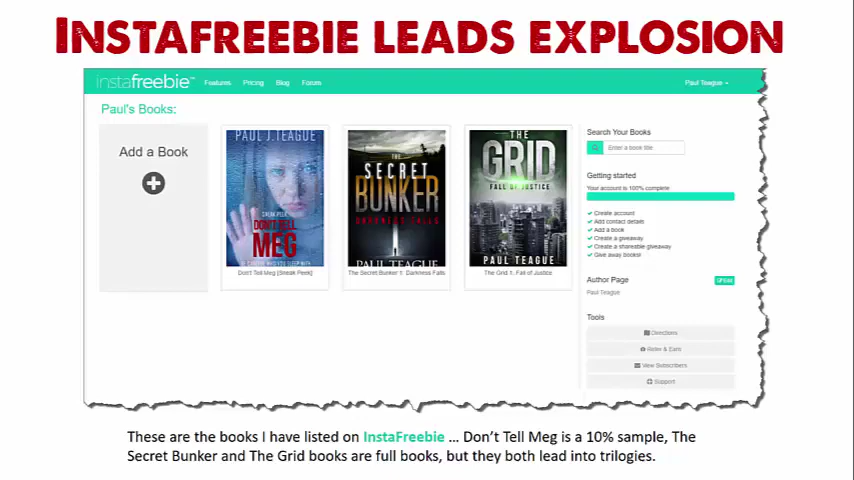 INSTAFREEBIE LEADS EXPLOSION
instafreebie™ Features Pricing Blog Forum Paul Teague
Paul's Books:
Add a Book
PAUL J. TEAGUE
SNEAK PEEK
DON'T TELL
MEG
Don't Tell Meg [Sneak Peek]
THE
SECRET
BUNKER
DARKNESS FALLS
PAUL TEAGUE
The Secret Bunker 1: Darkness Falls
THE
GRID
FALL OF JUSTICE
PAUL TEAGUE
The Grid 1: Fall of Justice
Search Your Books
Enter a book title
Getting started
Your account is 100% complete
Create account
Add contact details
Add a book
Create a giveaway
Create a shareable giveaway
Give away books!
Author Page
Paul Teague
Tools
Directions
Refer & Earn
View Subscribers
Support
These are the books I have listed on InstaFreebie ... Don't Tell Meg is a 10% sample, The
Secret Bunker and The Grid books are full books, but they both lead into trilogies.